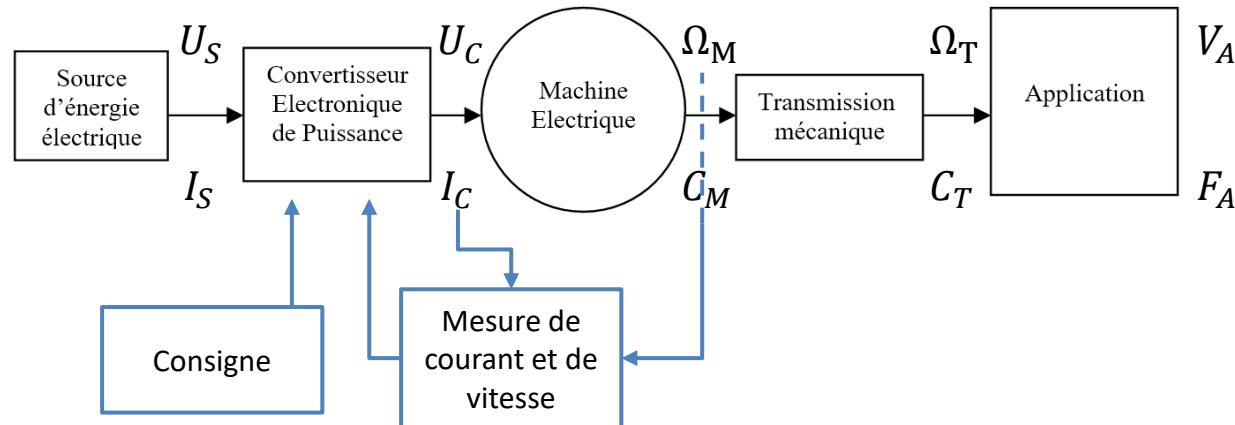 U_S
U_C
Ω_M
Ω_T
V_A
Source
d’énergie
électrique
Convertisseur
Electronique
de Puissance
Machine
Electrique
Transmission
mécanique
Application
I_S
I_C
C_M
C_T
F_A
Consigne
Mesure de
courant et de
vitesse